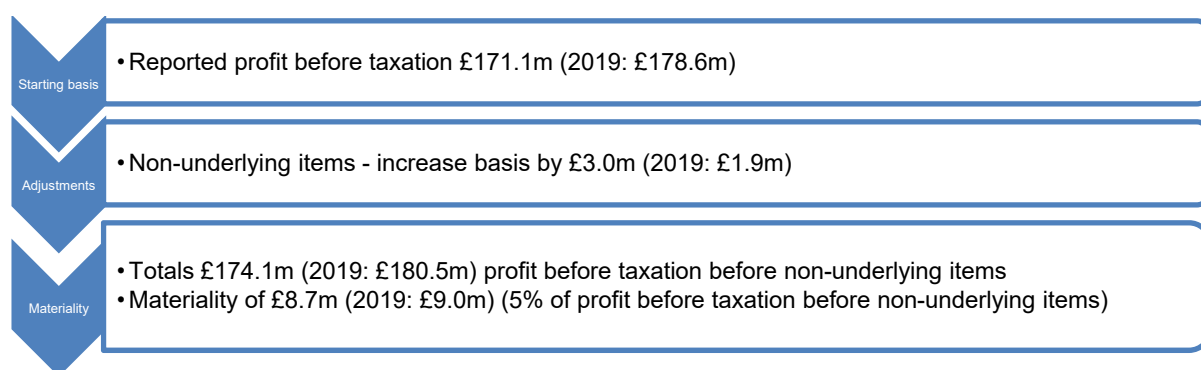 Starting basis
•Reported profit before taxation £171.1m (2019: £178.6m)
Adjustments
•Non-underlying items - increase basis by £3.0m (2019: £1.9m)
Materiality
•Totals £174.1m (2019: £180.5m) profit before taxation before non-underlying items
•Materiality of £8.7m (2019: £9.0m) (5% of profit before taxation before non-underlying items)